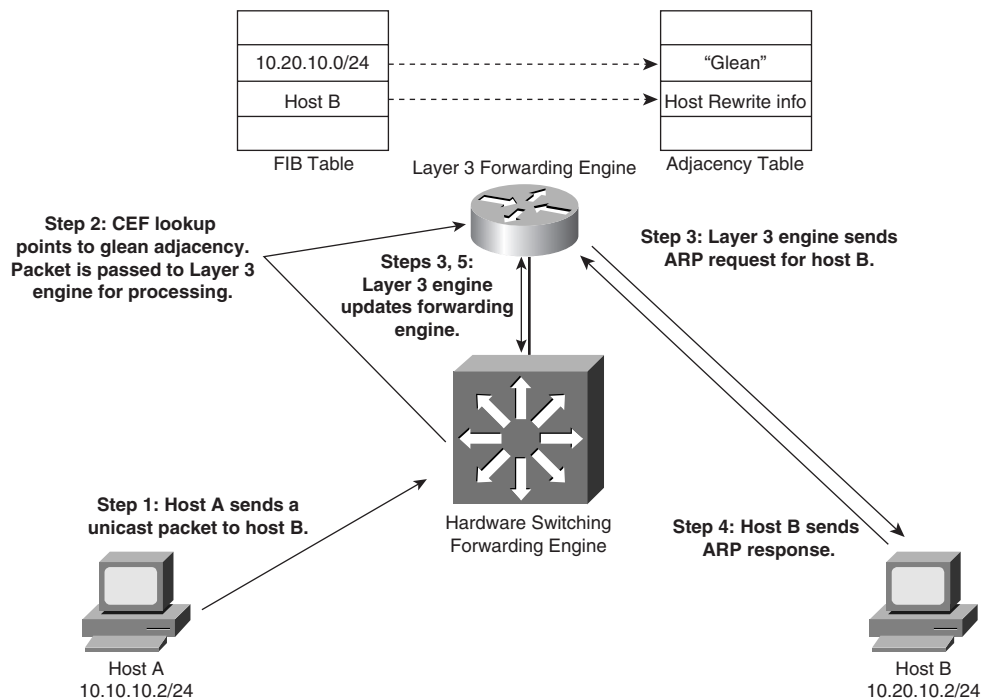 10.20.10.0/24
“Glean”
Host B
Host Rewrite info
FIB Table
Adjacency Table
Layer 3 Forwarding Engine
Step 2: CEF lookup
points to glean adjacency.
Packet is passed to Layer 3
engine for processing.
Steps 3, 5:
Layer 3 engine
updates forwarding
engine.
Step 3: Layer 3 engine sends
ARP request for host B.
Step 1: Host A sends a
unicast packet to host B.
Hardware Switching
Forwarding Engine
Step 4: Host B sends
ARP response.
Host A
10.10.10.2/24
Host B
10.20.10.2/24